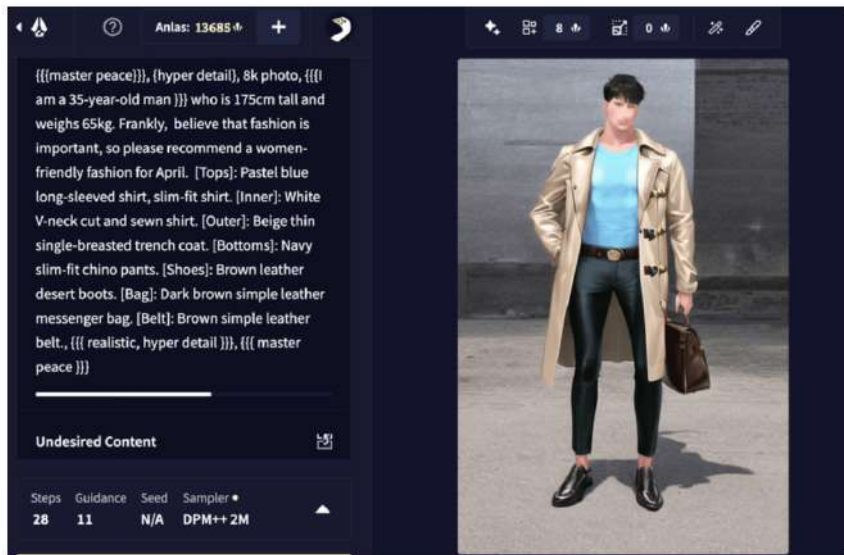 Anlas: 13685
+
8
0
{{{master peace}}}, {hyper detail}, 8k photo, {{{I
am a 35-year-old man }}} who is 175cm tall and
weighs 65kg. Frankly,  believe that fashion is
important, so please recommend a women-
friendly fashion for April.  [Tops]: Pastel blue
long-sleeved shirt, slim-fit shirt. [Inner]: White
V-neck cut and sewn shirt. [Outer]: Beige thin
single-breasted trench coat. [Bottoms]: Navy
slim-fit chino pants. [Shoes]: Brown leather
desert boots. [Bag]: Dark brown simple leather
messenger bag. [Belt]: Brown simple leather
belt., {{{ realistic, hyper detail }}}, {{{ master
peace }}}
Undesired Content
Steps Guidance Seed Sampler
28 11 N/A DPM++ 2M